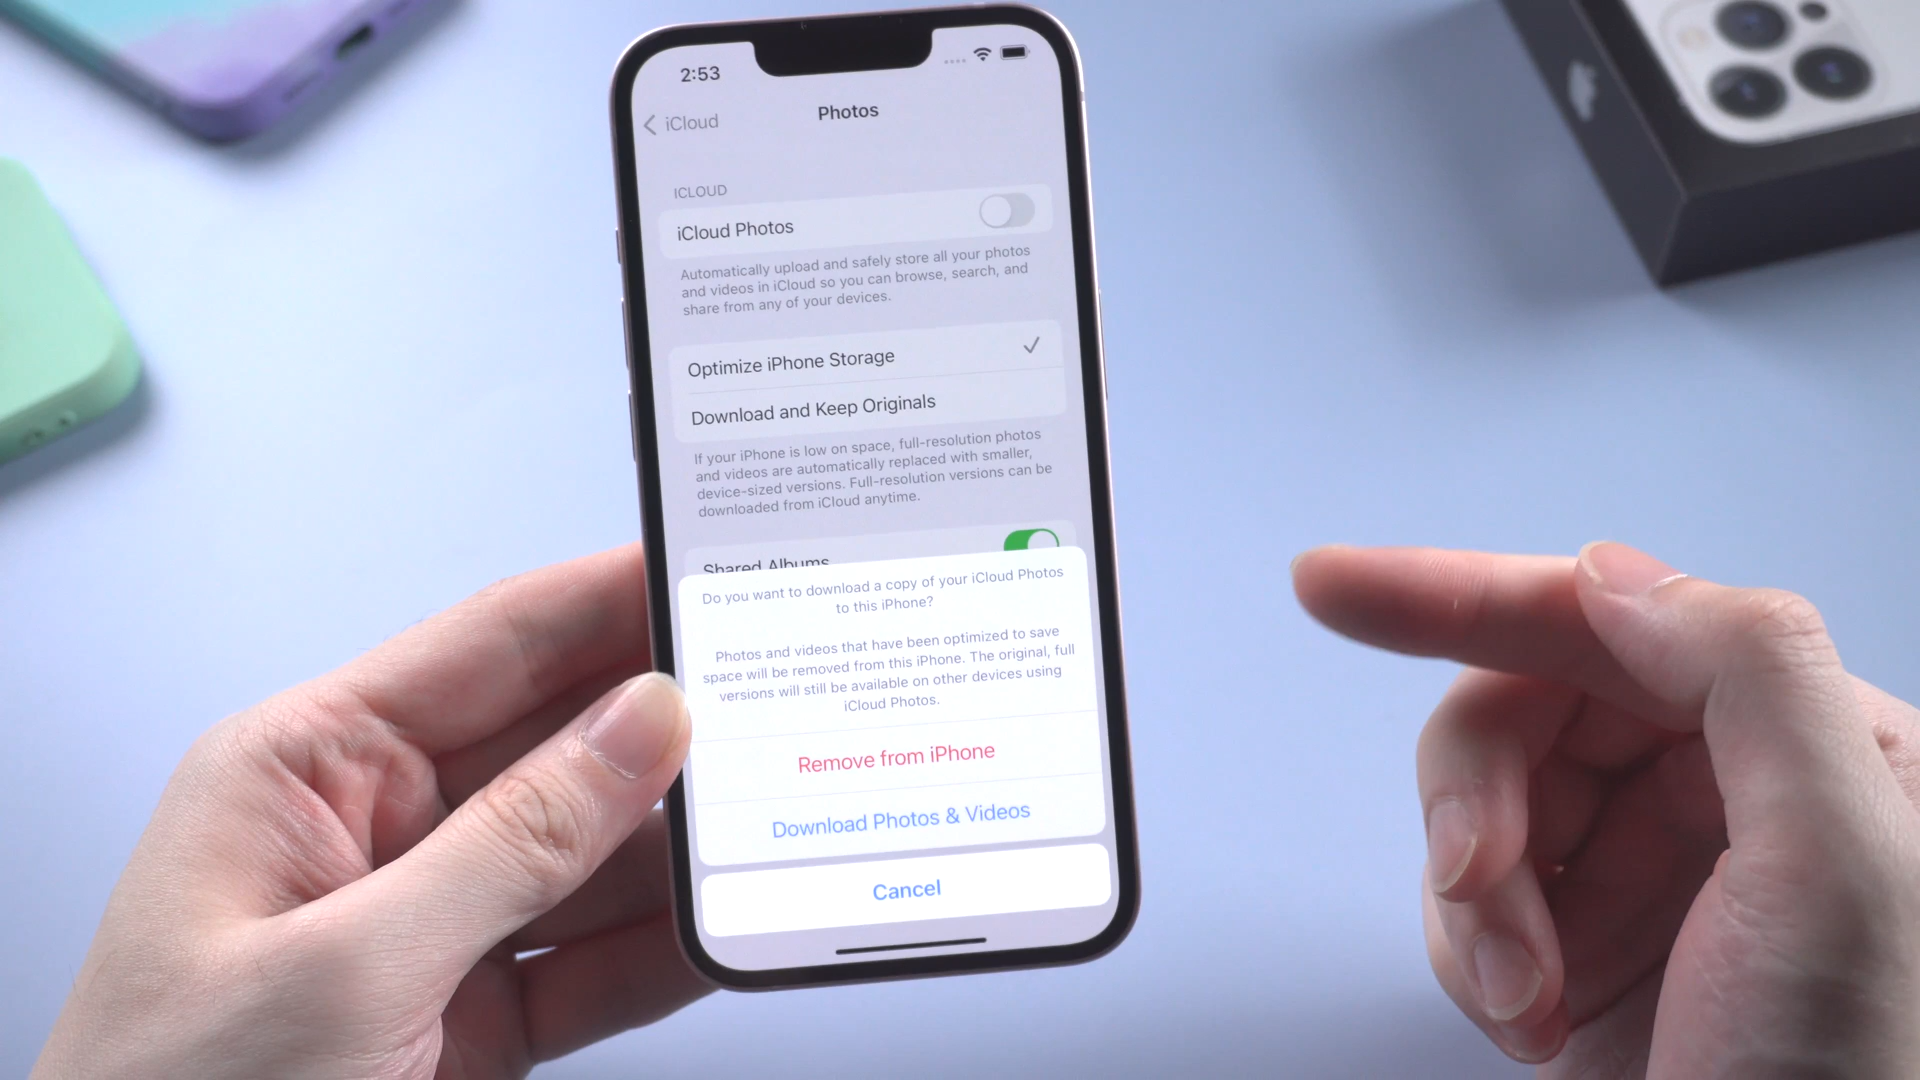 2:53
iCloud
Photos
ICLOUD
iCloud Photos
Automatically upload and safely store all your photos
and videos in iCloud so you can browse, search, and
share from any of your devices.
Optimize iPhone Storage
Download and Keep Originals
If your iPhone is low on space, full-resolution photos
and videos are automatically replaced with smaller,
device-sized versions. Full-resolution versions can be
downloaded from iCloud anytime.
Shared Albums
Do you want to download a copy of your iCloud Photos
to this iPhone?
Photos and videos that have been optimized to save
space will be removed from this iPhone. The original, full
versions will still be available on other devices using
iCloud Photos.
Remove from iPhone
Download Photos & Videos
Cancel